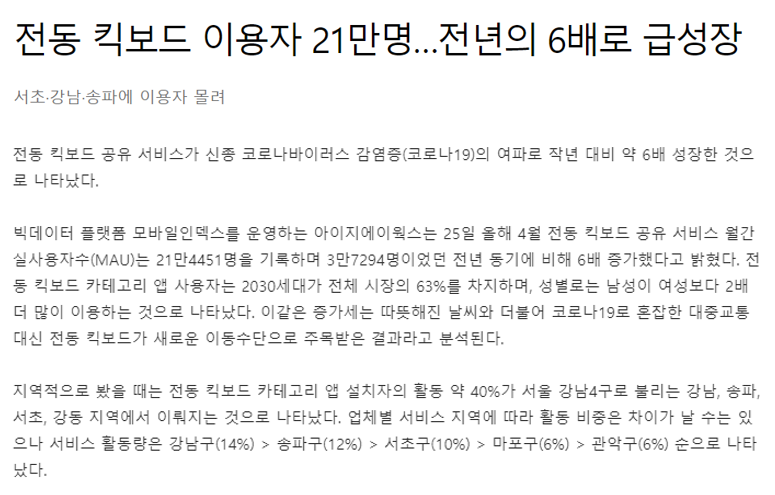 전동 킥보드 이용자 21만명...전년의 6배로 급성장
서초·강남·송파에 이용자 몰려
전동 킥보드 공유 서비스가 신종 코로나바이러스 감염증(코로나19)의 여파로 작년 대비 약 6배 성장한 것으
로 나타났다.
빅데이터 플랫폼 모바일인덱스를 운영하는 아이지에이웍스는 25일 올해 4월 전동 킥보드 공유 서비스 월간
실사용자수(MAU)는 21만4451명을 기록하며 3만7294명이었던 전년 동기에 비해 6배 증가했다고 밝혔다. 전
동 킥보드 카테고리 앱 사용자는 2030세대가 전체 시장의 63%를 차지하며, 성별로는 남성이 여성보다 2배
더 많이 이용하는 것으로 나타났다. 이같은 증가세는 따뜻해진 날씨와 더불어 코로나19로 혼잡한 대중교통
대신 전동 킥보드가 새로운 이동수단으로 주목받은 결과라고 분석된다.
지역적으로 봤을 때는 전동 킥보드 카테고리 앱 설치자의 활동 약 40%가 서울 강남4구로 불리는 강남, 송파,
서초, 강동 지역에서 이뤄지는 것으로 나타났다. 업체별 서비스 지역에 따라 활동 비중은 차이가 날 수는 있
으나 서비스 활동량은 강남구(14%) > 송파구(12%) > 서초구(10%) > 마포구(6%) > 관악구(6%) 순으로 나타
났다.